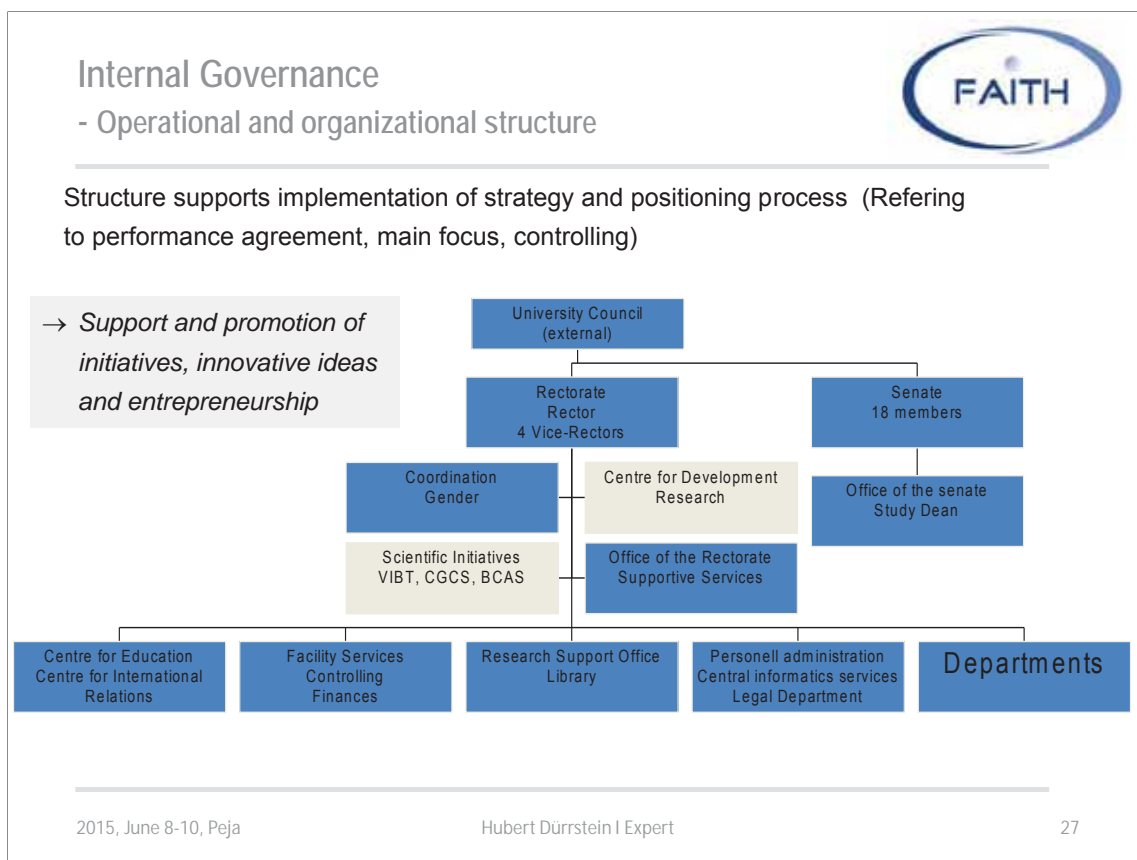 Internal Governance
- Operational and organizational structure
FAITH
Structure supports implementation of strategy and positioning process (Refering
to performance agreement, main focus, controlling)
→ Support and promotion of
initiatives, innovative ideas
and entrepreneurship
University Council
(external)
Rectorate
Rector
4 Vice-Rectors
Senate
18 members
Coordination
Gender
Centre for Development
Research
Office of the senate
Study Dean
Scientific Initiatives
VIBT, CGCS, BCAS
Office of the Rectorate
Supportive Services
Centre for Education
Centre for International
Relations
Facility Services
Controlling
Finances
Research Support Office
Library
Personell administration
Central informatics services
Legal Department
Departments
2015, June 8-10, Peja
Hubert Dürrstein I Expert
27